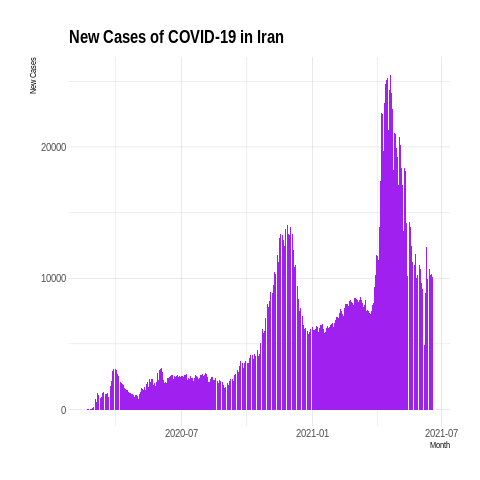 New Cases of COVID-19 in Iran
New Cases
20000
10000
0
2020-07
2021-01
2021-07
Month